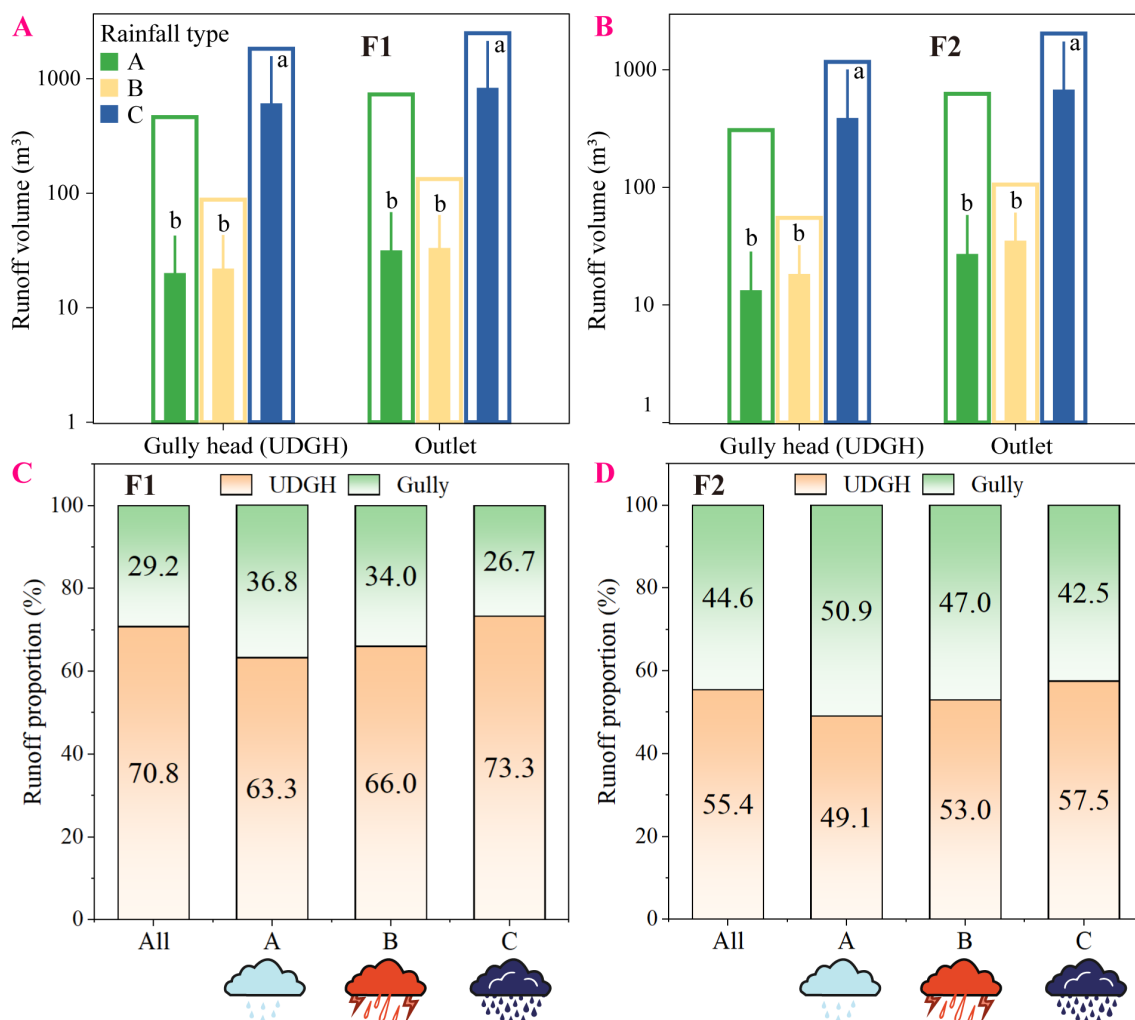 A
Rainfall type
A
B
C
F1
Runoff volume (m³)
1000
100
10
1
b
b
a
b
b
a
Gully head (UDGH)
Outlet
B
F2
Runoff volume (m³)
1000
100
10
1
b
b
a
b
b
a
Gully head (UDGH)
Outlet
C
F1
UDGH
Gully
Runoff proportion (%)
100
80
60
40
20
0
29.2
36.8
34.0
26.7
70.8
63.3
66.0
73.3
All
A
B
C
D
F2
UDGH
Gully
Runoff proportion (%)
100
80
60
40
20
0
44.6
50.9
47.0
42.5
55.4
49.1
53.0
57.5
All
A
B
C